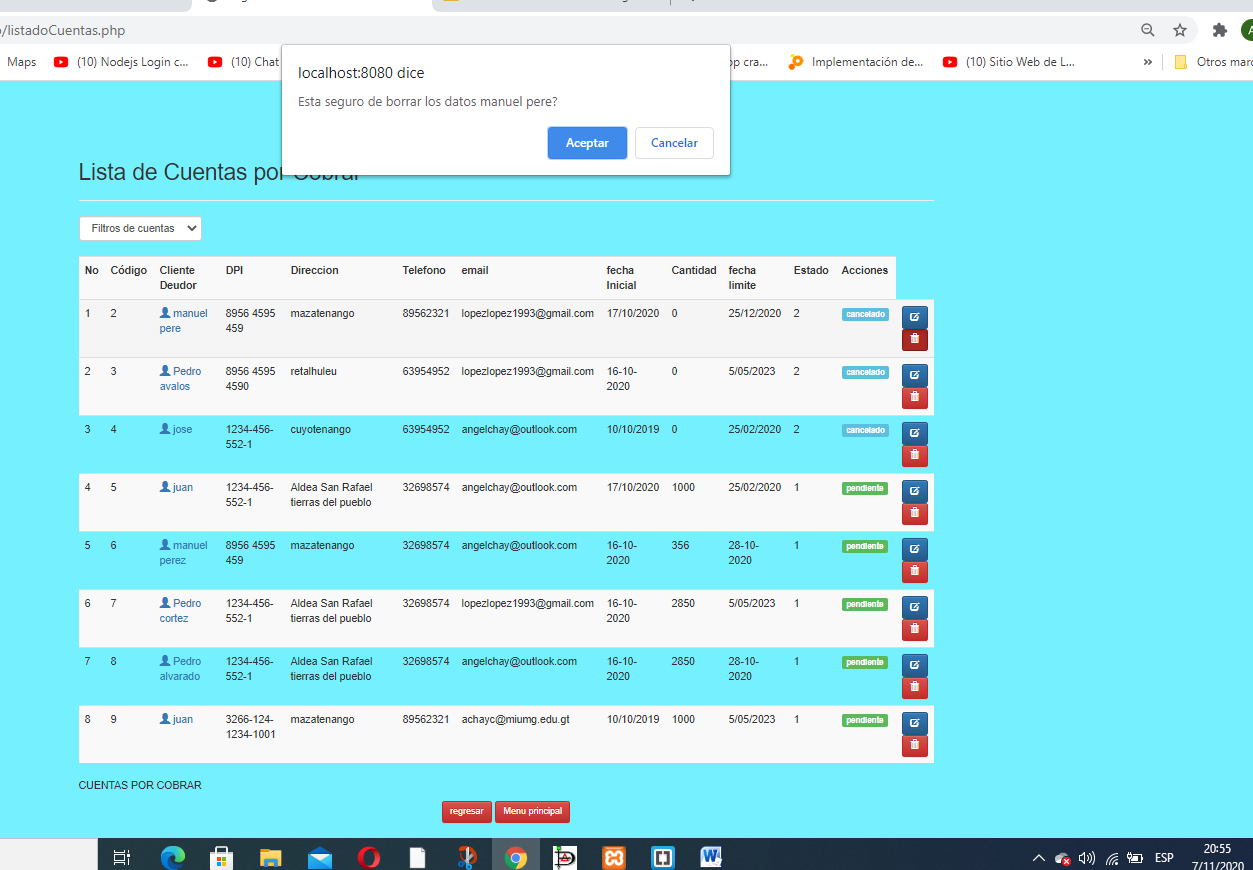 /listadoCuentas.php
Maps
(10) Nodejs Login c...
(10) Chat
pp cra...
Implementación de...
(10) Sitio Web de L...
»
Otros marc
localhost:8080 dice
Esta seguro de borrar los datos manuel pere?
Aceptar Cancelar
Lista de Cuentas por Cobrar
Filtros de cuentas
No Código Cliente Deudor DPI Direccion Telefono email fecha Inicial Cantidad fecha limite Estado Acciones
1 2 manuel pere 8956 4595 459 mazatenango 89562321 lopezlopez1993@gmail.com 17/10/2020 0 25/12/2020 2 cancelado
2 3 Pedro avalos 8956 4595 4590 retalhuleu 63954952 lopezlopez1993@gmail.com 16-10-2020 0 5/05/2023 2 cancelado
3 4 jose 1234-456-552-1 cuyotenango 63954952 angelchay@outlook.com 10/10/2019 0 25/02/2020 2 cancelado
4 5 juan 1234-456-552-1 Aldea San Rafael tierras del pueblo 32698574 angelchay@outlook.com 17/10/2020 1000 25/02/2020 1 pendiente
5 6 manuel perez 8956 4595 459 mazatenango 32698574 angelchay@outlook.com 16-10-2020 356 28-10-2020 1 pendiente
6 7 Pedro cortez 1234-456-552-1 Aldea San Rafael tierras del pueblo 32698574 lopezlopez1993@gmail.com 16-10-2020 2850 5/05/2023 1 pendiente
7 8 Pedro alvarado 1234-456-552-1 Aldea San Rafael tierras del pueblo 32698574 angelchay@outlook.com 16-10-2020 2850 28-10-2020 1 pendiente
8 9 juan 3266-124-1234-1001 mazatenango 89562321 achayc@miumg.edu.gt 10/10/2019 1000 5/05/2023 1 pendiente
CUENTAS POR COBRAR
regresar Menu principal
ESP
20:55
7/11/2020